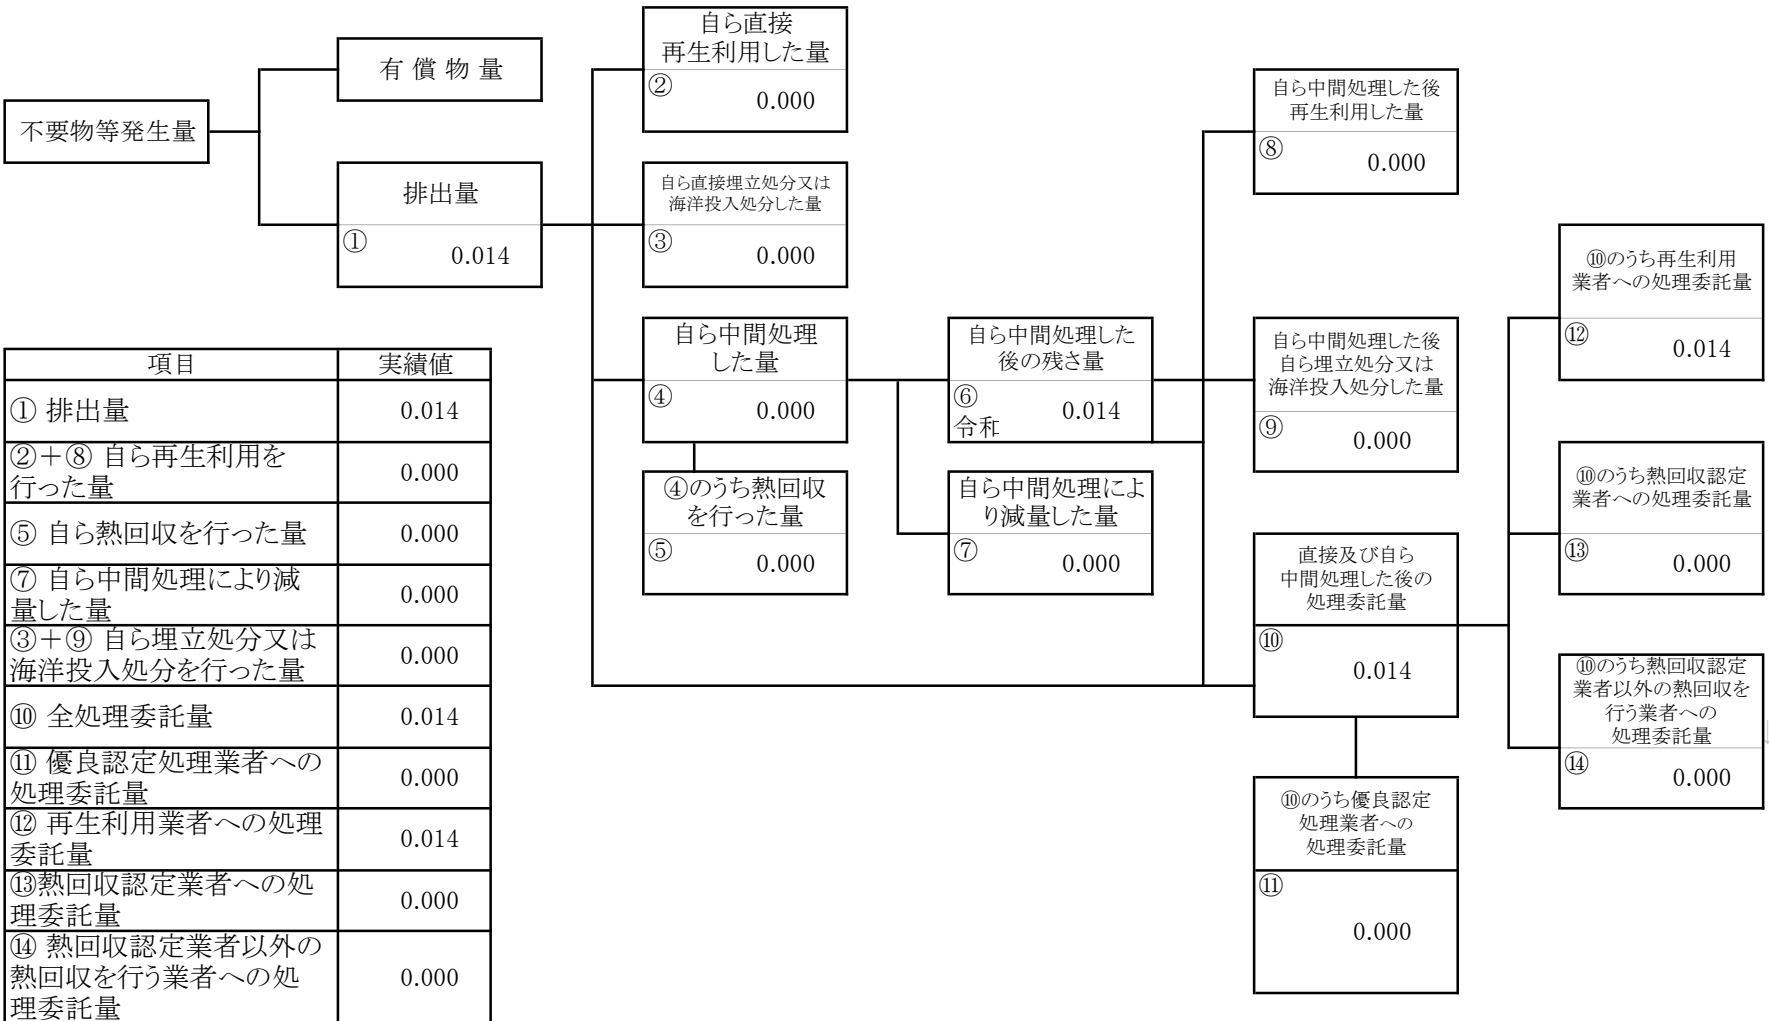 不要物等発生量
有 償 物 量
排出量
①
0.014
自ら直接
再生利用した量
②
0.000
自ら直接埋立処分又は
海洋投入処分した量
③
0.000
自ら中間処理
した量
④
0.000
④のうち熱回収
を行った量
⑤
0.000
自ら中間処理した
後の残さ量
⑥
0.014
令和
自ら中間処理によ
り減量した量
⑦
0.000
自ら中間処理した後
再生利用した量
⑧
0.000
自ら中間処理した後
自ら埋立処分又は
海洋投入処分した量
⑨
0.000
直接及び自ら
中間処理した後の
処理委託量
⑩
0.014
⑩のうち優良認定
処理業者への
処理委託量
⑪
0.000
⑩のうち再生利用
業者への処理委託量
⑫
0.014
⑩のうち熱回収認定
業者への処理委託量
⑬
0.000
⑩のうち熱回収認定
業者以外の熱回収を
行う業者への
処理委託量
⑭
0.000
項目 実績値
① 排出量 0.014
②＋⑧ 自ら再生利用を
行った量 0.000
⑤ 自ら熱回収を行った量 0.000
⑦ 自ら中間処理により減
量した量 0.000
③＋⑨ 自ら埋立処分又は
海洋投入処分を行った量 0.000
⑩ 全処理委託量 0.014
⑪ 優良認定処理業者への
処理委託量 0.000
⑫ 再生利用業者への処理
委託量 0.014
⑬熱回収認定業者への処
理委託量 0.000
⑭ 熱回収認定業者以外の
熱回収を行う業者への処 0.000
理委託量